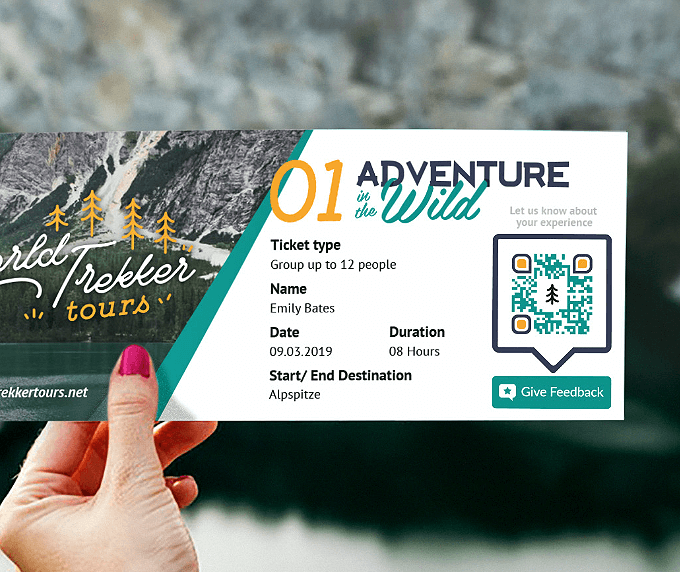 orld Trekker
tours
rekkertours.net
01 ADVENTURE
in the Wild
Ticket type
Group up to 12 people
Name
Emily Bates
Date
09.03.2019
Duration
08 Hours
Start/ End Destination
Alpspitze
Let us know about
your experience
Give Feedback